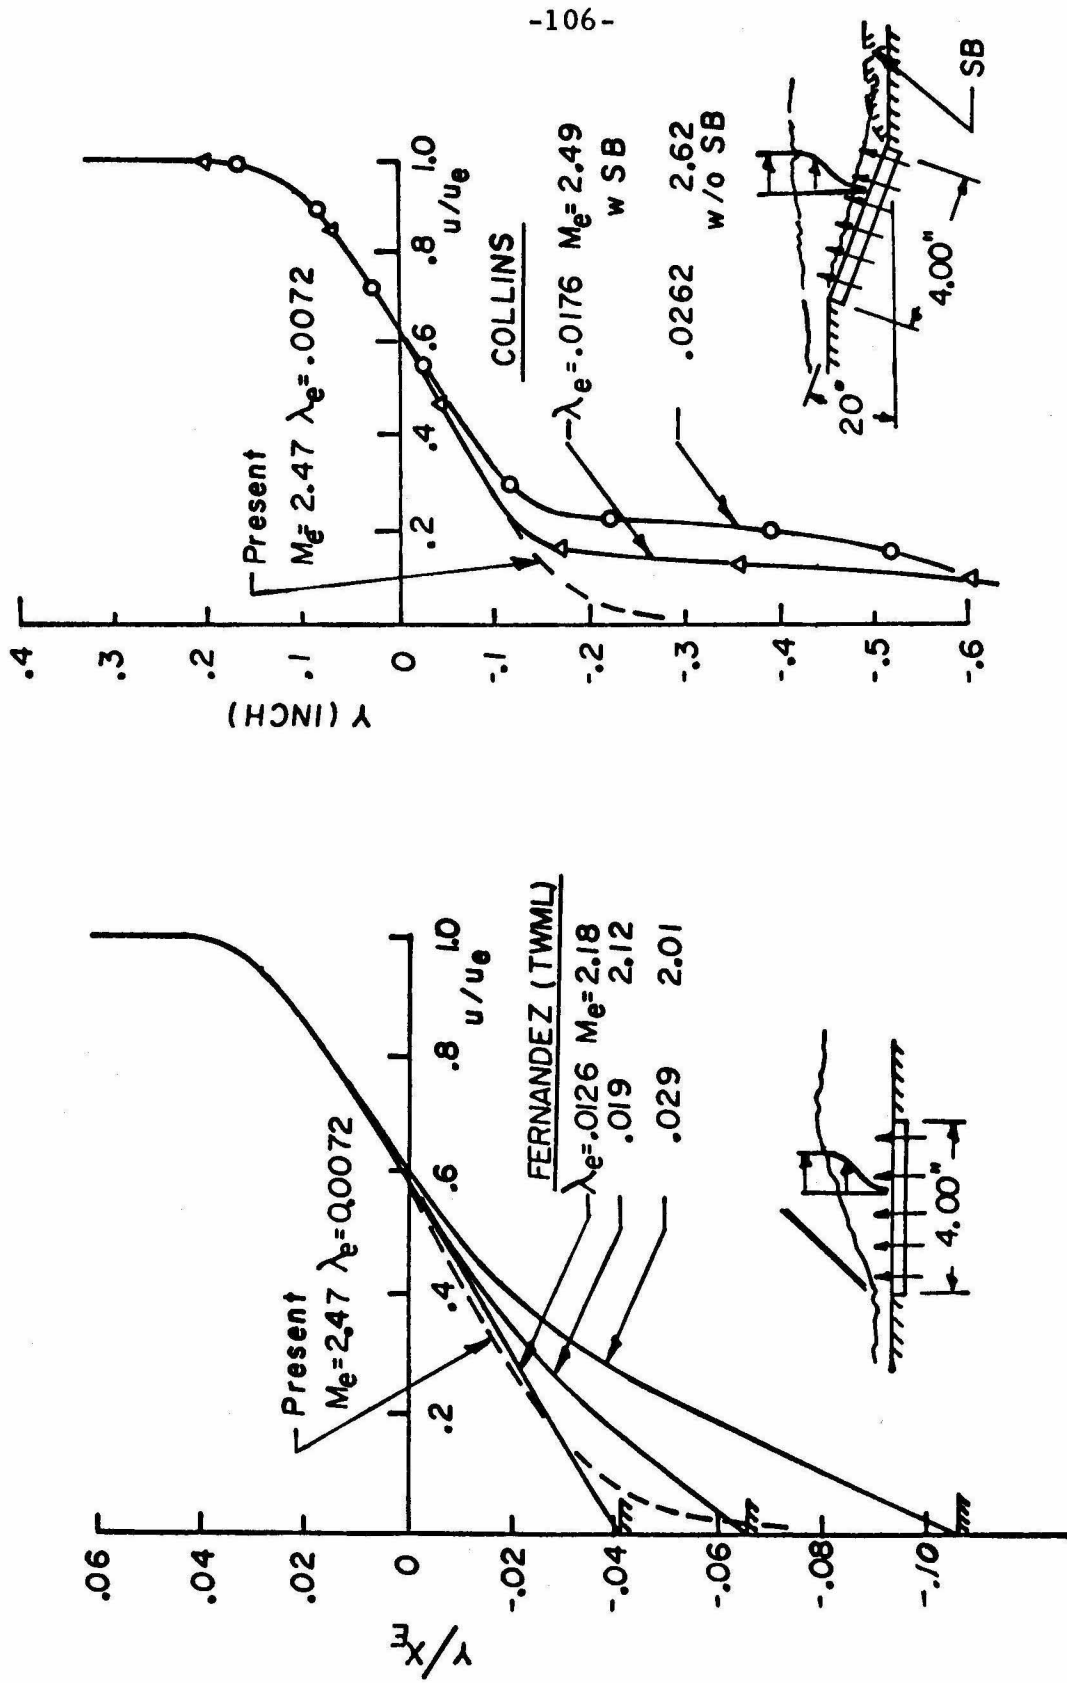 -106-
.4
.3
.2
.1
0
-.1
-.2
-.3
-.4
-.5
-.6
Y (INCH)
.2
.4
.6
.8
1.0
u/ue
Present
Me=2.47 λe=.0072
COLLINS
λe=.0176 Me=2.49
w SB
.0262 2.62
w/o SB
20°
4.00"
SB
.06
.04
.02
0
-.02
-.04
-.06
-.08
-.10
Y/XE
.2
.4
.6
.8
1.0
u/ue
Present
Me=2.47 λe=0.0072
FERNANDEZ (TWML)
λe=.0126 Me=2.18
.019 2.12
.029 2.01
4.00"